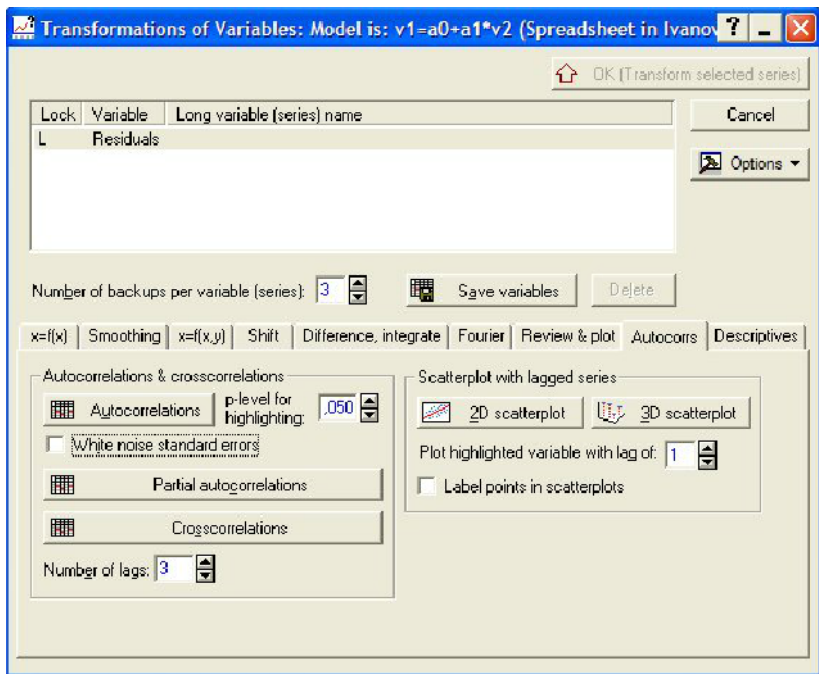 Transformations of Variables: Model is: v1=a0+a1*v2 (Spreadsheet in Ivanov
OK (Transform selected series)
Lock Variable Long variable (series) name
L Residuals
Cancel
Options
Number of backups per variable (series): 3 Save variables Delete
x=f(x) Smoothing x=f(x,y) Shift Difference, integrate Fourier Review & plot Autocorrs Descriptives
Autocorrelations & crosscorrelations
Autocorrelations p-level for highlighting: ,050
White noise standard errors
Partial autocorrelations
Crosscorrelations
Number of lags: 3
Scatterplot with lagged series
2D scatterplot 3D scatterplot
Plot highlighted variable with lag of: 1
Label points in scatterplots